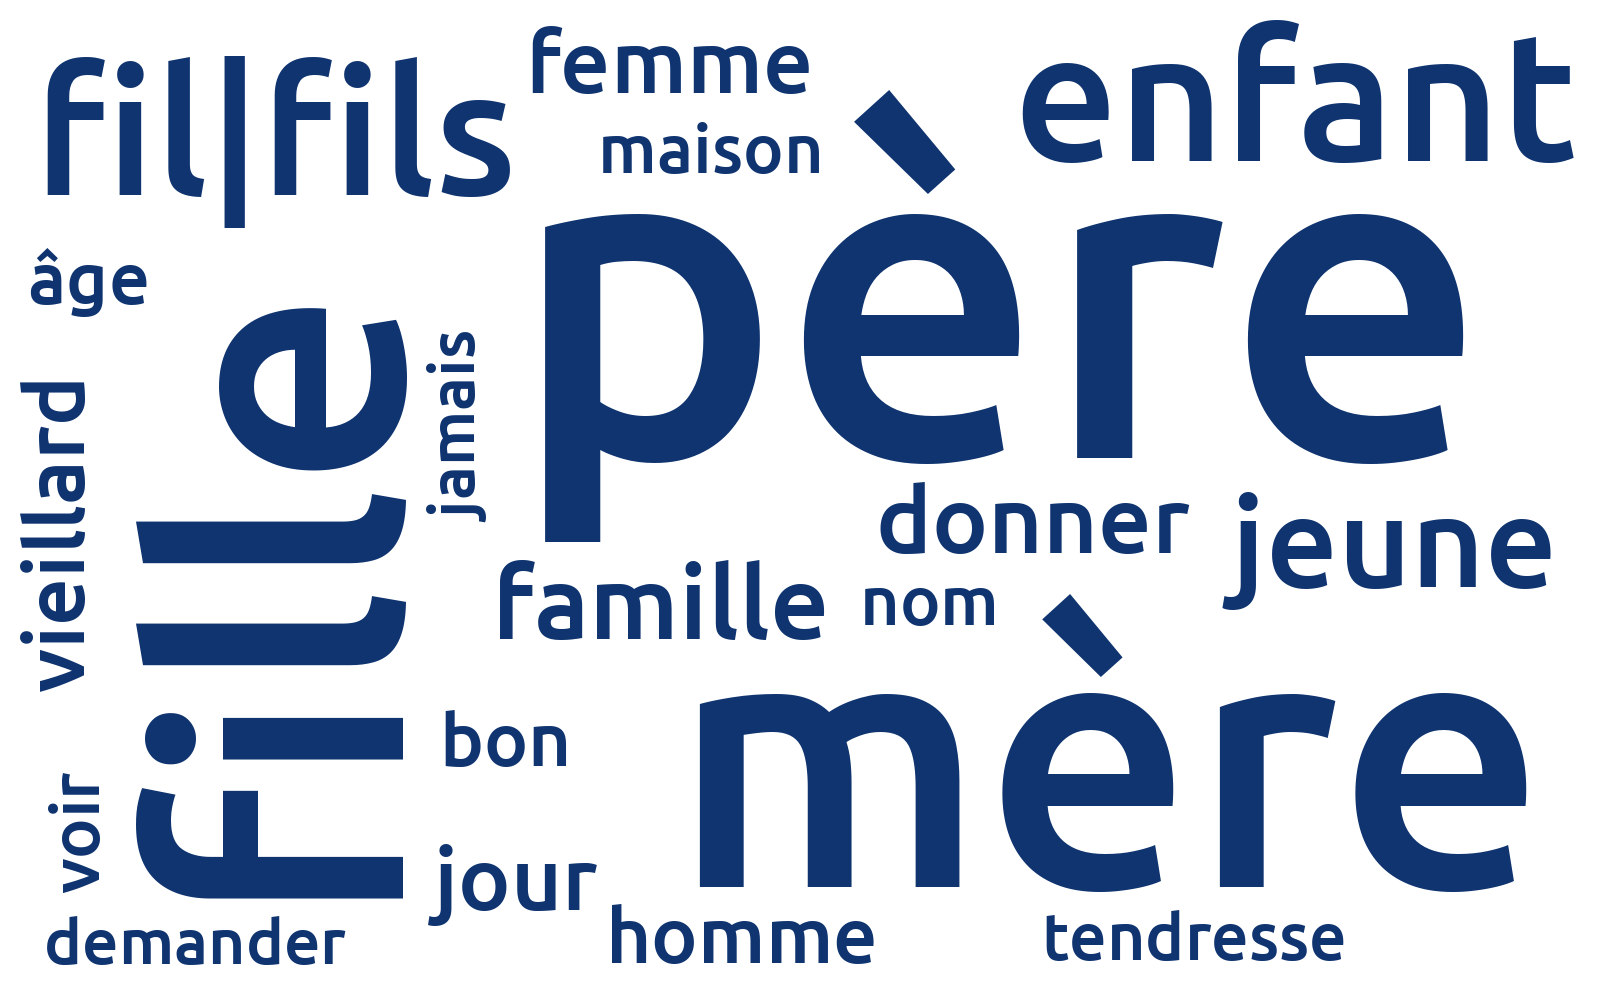 fil|fils
femme
enfant
maison
père
âge
fille
jamais
vieillard
donner
jeune
famille
nom
mère
bon
voir
jour
demander
homme
tendresse